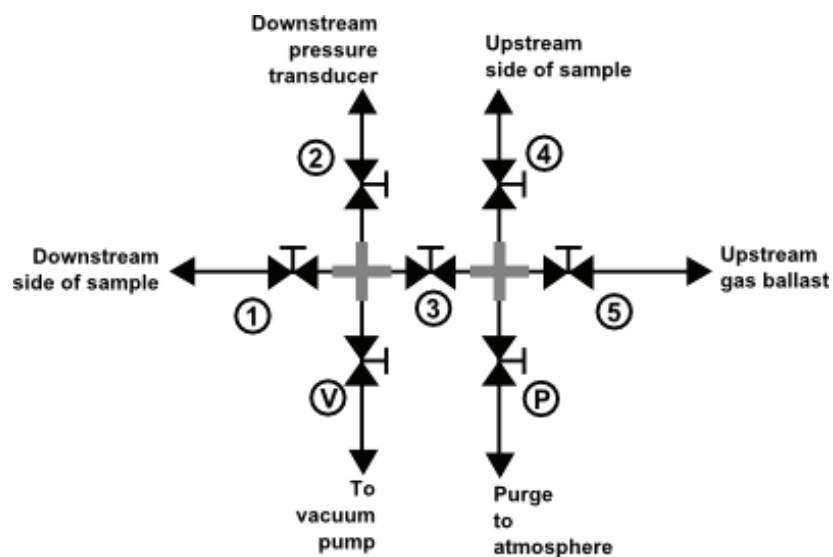 Downstream
pressure
transducer
Upstream
side of sample
2
4
Downstream
side of sample
Upstream
gas ballast
1
3
5
V
P
To
vacuum
pump
Purge
to
atmosphere